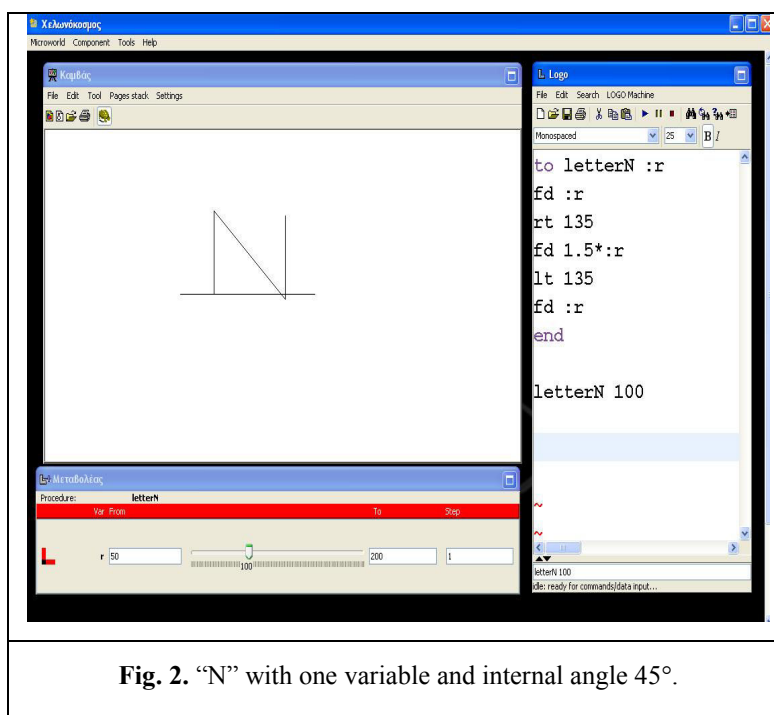 Χελωνόκοσμος
Microworld Component Tools Help
Καμβάς
File Edit Tool Pages stack Settings
Logo
File Edit Search LOGO Machine
Monospaced 25 B I
to letterN :r
fd :r
rt 135
fd 1.5*:r
lt 135
fd :r
end
letterN 100
~
~
letterN 100
idle: ready for commands/data input...
Μεταβολέας
Procedure: letterN
Var From To Step
r 50 100 200 1
Fig. 2. “N” with one variable and internal angle 45°.